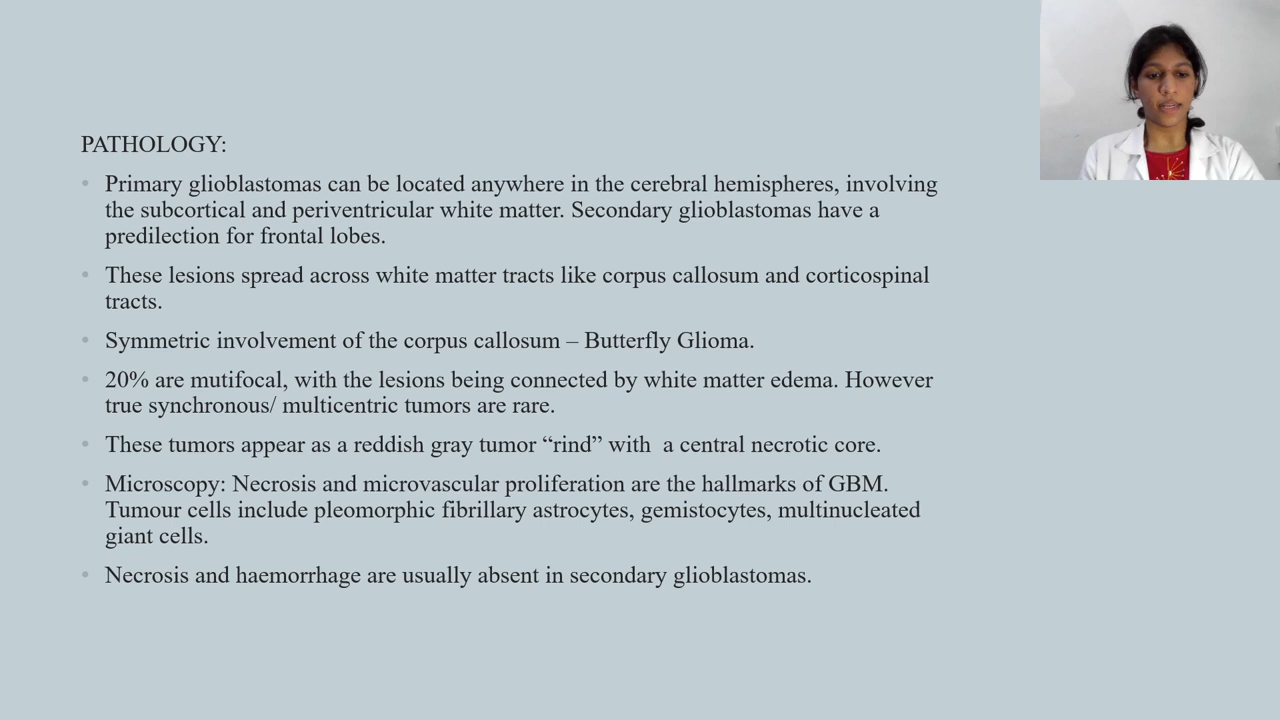 PATHOLOGY:
• Primary glioblastomas can be located anywhere in the cerebral hemispheres, involving
the subcortical and periventricular white matter. Secondary glioblastomas have a
predilection for frontal lobes.
• These lesions spread across white matter tracts like corpus callosum and corticospinal
tracts.
• Symmetric involvement of the corpus callosum – Butterfly Glioma.
• 20% are mutifocal, with the lesions being connected by white matter edema. However
true synchronous/ multicentric tumors are rare.
• These tumors appear as a reddish gray tumor “rind” with  a central necrotic core.
• Microscopy: Necrosis and microvascular proliferation are the hallmarks of GBM.
Tumour cells include pleomorphic fibrillary astrocytes, gemistocytes, multinucleated
giant cells.
• Necrosis and haemorrhage are usually absent in secondary glioblastomas.